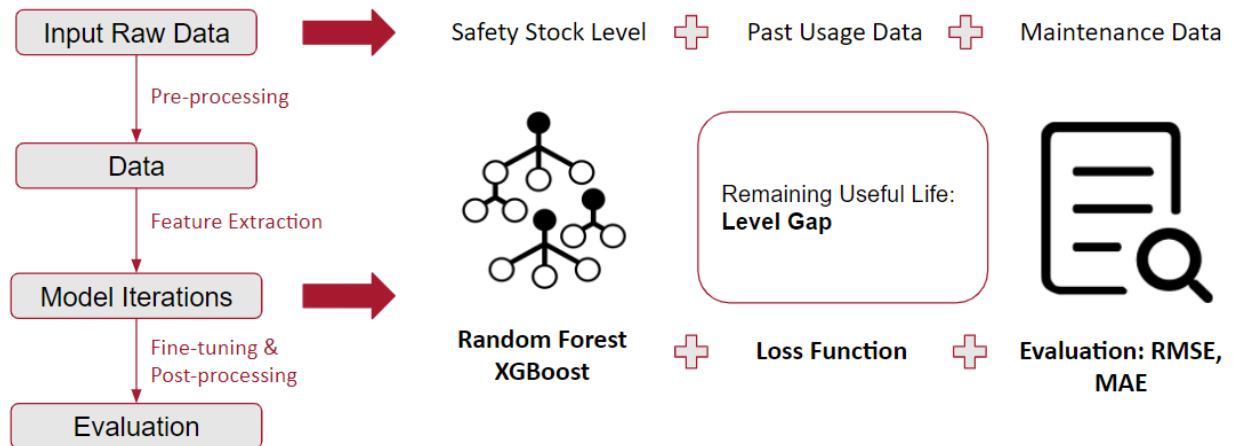 Input Raw Data
Safety Stock Level
Past Usage Data
Maintenance Data
Pre-processing
Data
Feature Extraction
Remaining Useful Life:
Level Gap
Model Iterations
Fine-tuning &
Post-processing
Random Forest
XGBoost
Loss Function
Evaluation: RMSE,
MAE
Evaluation